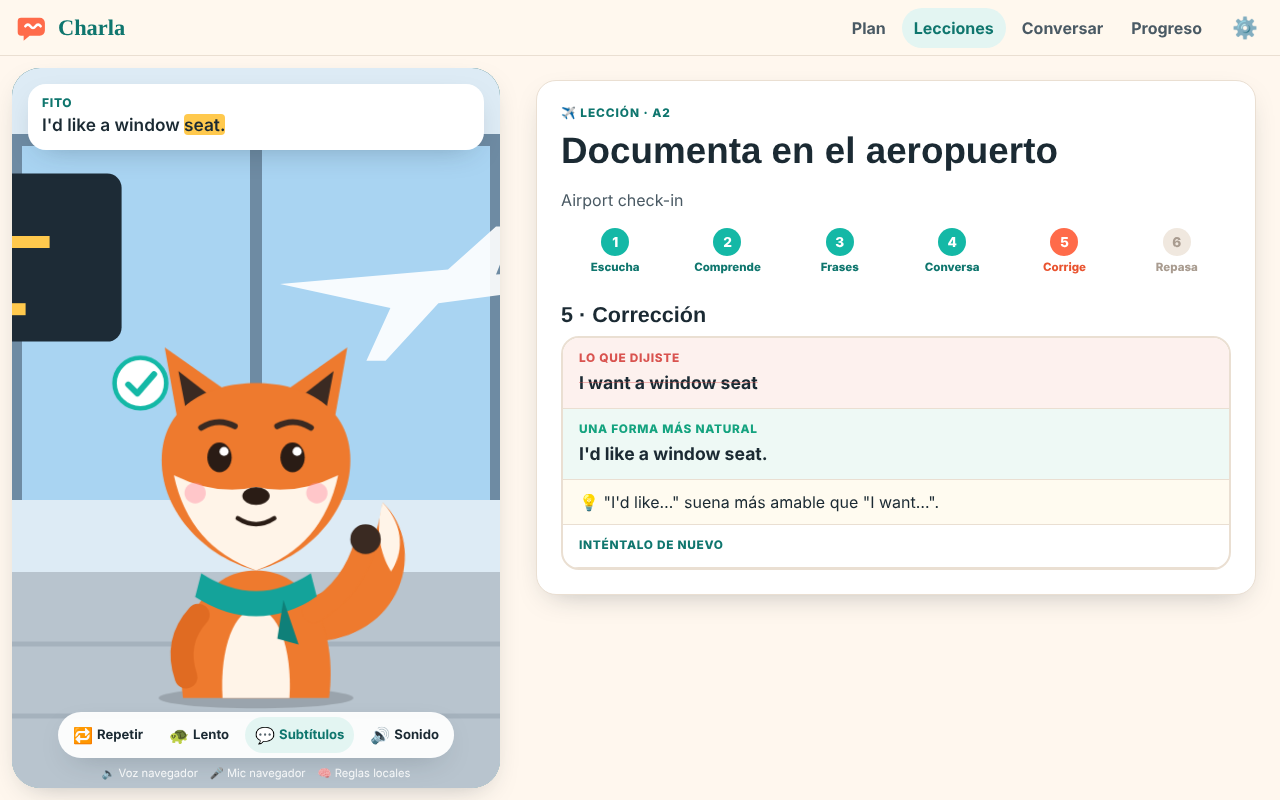 Charla
Plan
Lecciones
Conversar
Progreso
FITO
I'd like a window seat.
Repetir
Lento
Subtítulos
Sonido
Voz navegador
Mic navegador
Reglas locales
LECCIÓN · A2
Documenta en el aeropuerto
Airport check-in
1
Escucha
2
Comprende
3
Frases
4
Conversa
5
Corrige
6
Repasa
5 · Corrección
LO QUE DIJISTE
I want a window seat
UNA FORMA MÁS NATURAL
I'd like a window seat.
"I'd like…" suena más amable que "I want…".
INTÉNTALO DE NUEVO